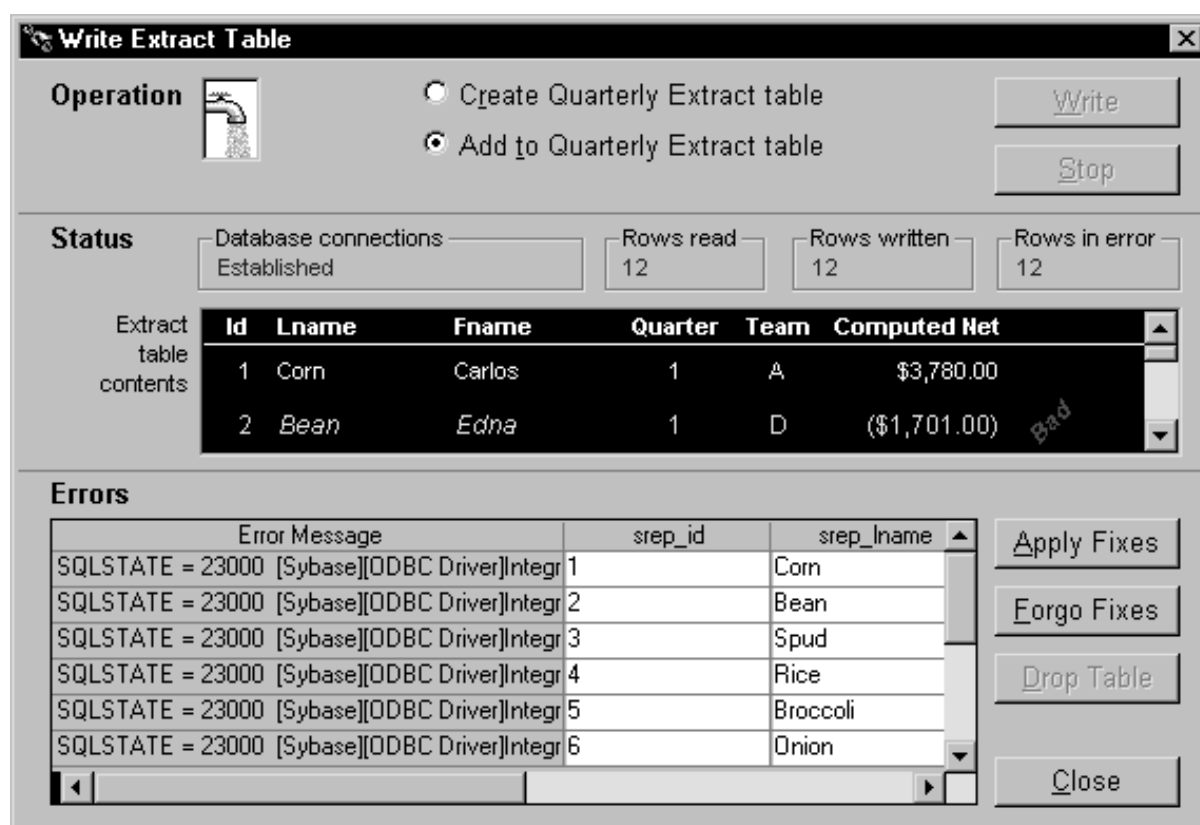 Write Extract Table
Operation
Create Quarterly Extract table
Add to Quarterly Extract table
Write
Stop
Status
Database connections
Established
Rows read
12
Rows written
12
Rows in error
12
Extract
table
contents
Id Lname Fname Quarter Team Computed Net
1 Corn Carlos 1 A $3,780.00
2 Bean Edna 1 D ($1,701.00) Bad
Errors
Error Message srep_id srep_lname
SQLSTATE = 23000 [Sybase][ODBC Driver]Integr 1 Corn
SQLSTATE = 23000 [Sybase][ODBC Driver]Integr 2 Bean
SQLSTATE = 23000 [Sybase][ODBC Driver]Integr 3 Spud
SQLSTATE = 23000 [Sybase][ODBC Driver]Integr 4 Rice
SQLSTATE = 23000 [Sybase][ODBC Driver]Integr 5 Broccoli
SQLSTATE = 23000 [Sybase][ODBC Driver]Integr 6 Onion
Apply Fixes
Forgo Fixes
Drop Table
Close